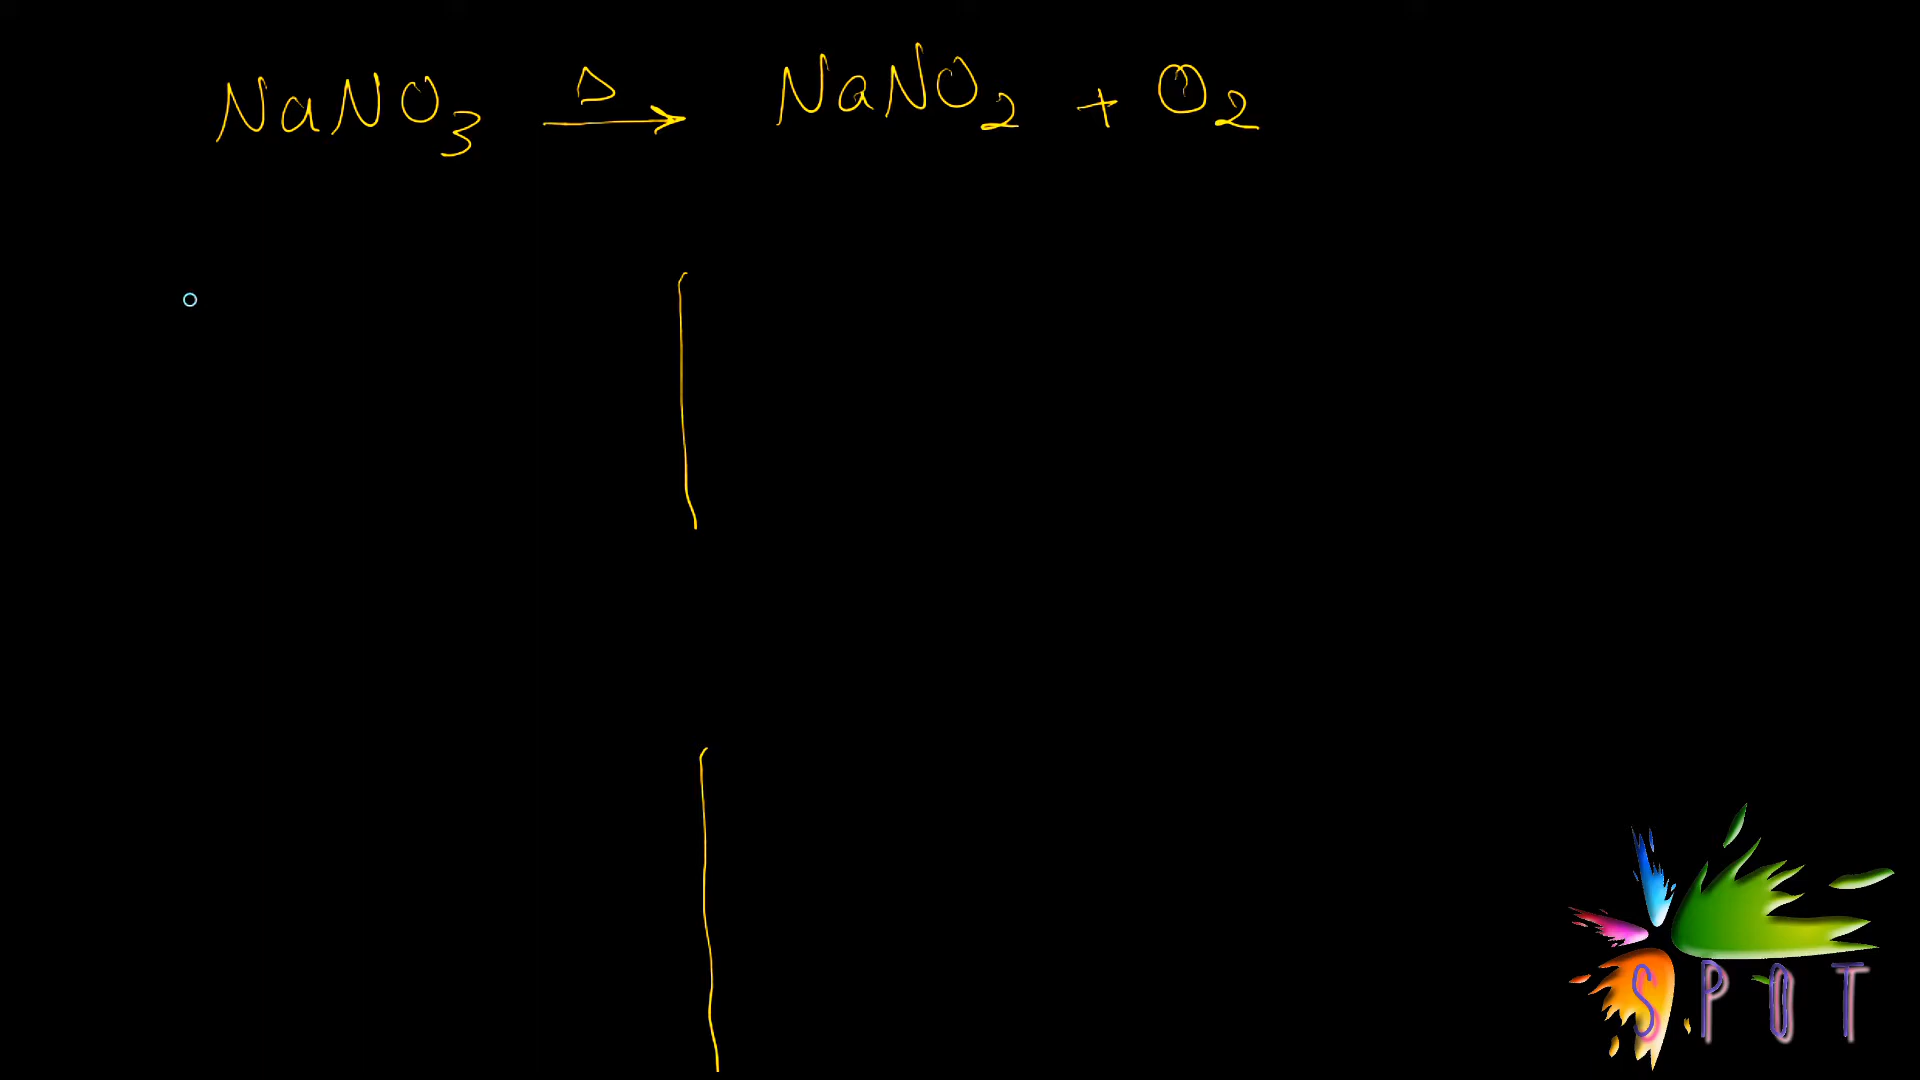 NaNO₃ →Δ NaNO₂ + O₂
SPOT